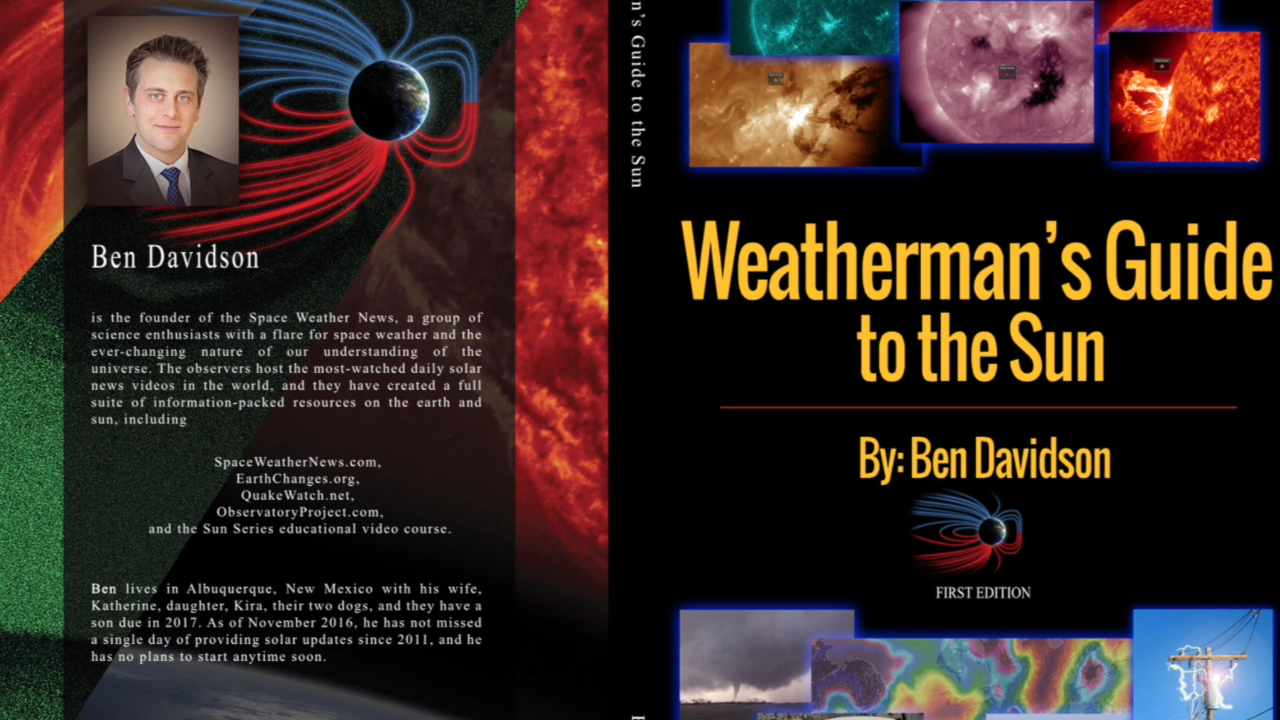 Ben Davidson
is the founder of the Space Weather News, a group of
science enthusiasts with a flare for space weather and the
ever-changing nature of our understanding of the
universe. The observers host the most-watched daily solar
news videos in the world, and they have created a full
suite of information-packed resources on the earth and
sun, including
SpaceWeatherNews.com,
EarthChanges.org,
QuakeWatch.net,
ObservatoryProject.com,
and the Sun Series educational video course.
Ben lives in Albuquerque, New Mexico with his wife,
Katherine, daughter, Kira, their two dogs, and they have a
son due in 2017. As of November 2016, he has not missed
a single day of providing solar updates since 2011, and he
has no plans to start anytime soon.
n's Guide to the Sun
Weatherman's Guide
to the Sun
By: Ben Davidson
FIRST EDITION